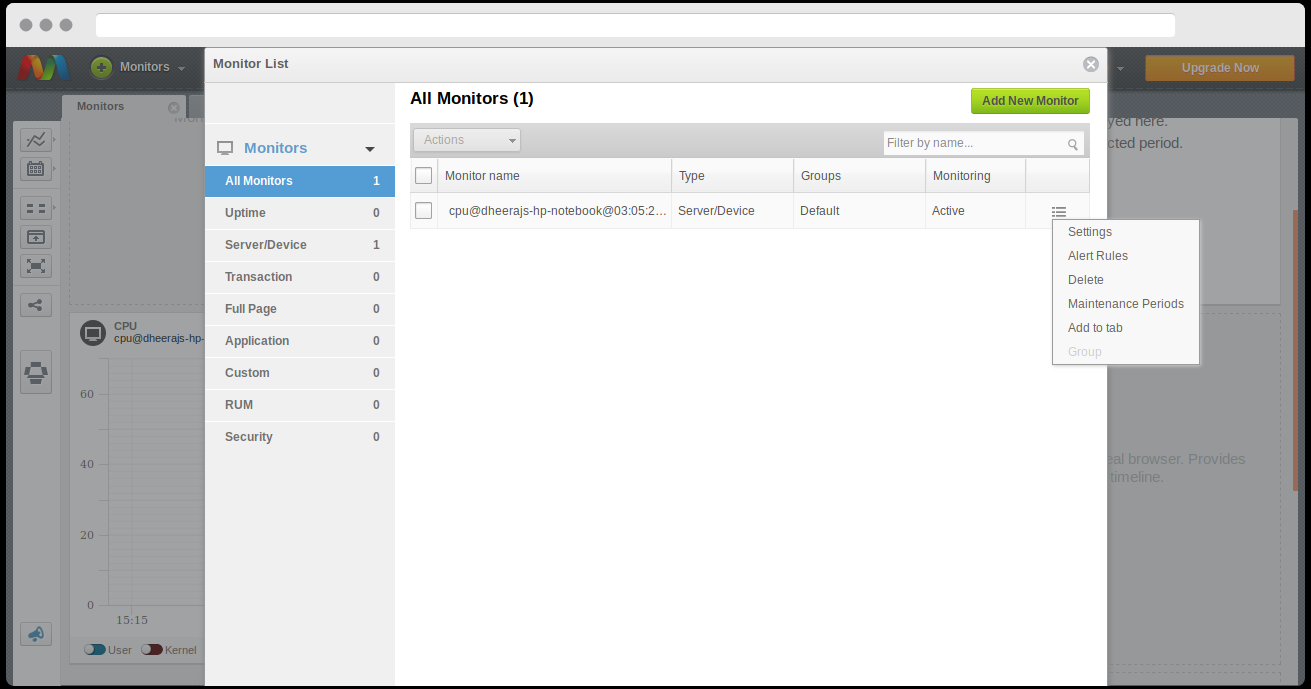 Monitors
Upgrade Now
Monitors
Monitor List
yed here.
cted period.
All Monitors (1)
Add New Monitor
Actions
Filter by name...
Monitors
All Monitors 1
Uptime 0
Server/Device 1
Transaction 0
Full Page 0
Application 0
Custom 0
RUM 0
Security 0
Monitor name Type Groups Monitoring
cpu@dheerajs-hp-notebook@03:05:2... Server/Device Default Active
Settings
Alert Rules
Delete
Maintenance Periods
Add to tab
Group
CPU
cpu@dheerajs-hp-
60
40
20
0
15:15
User Kernel
eal browser. Provides
timeline.